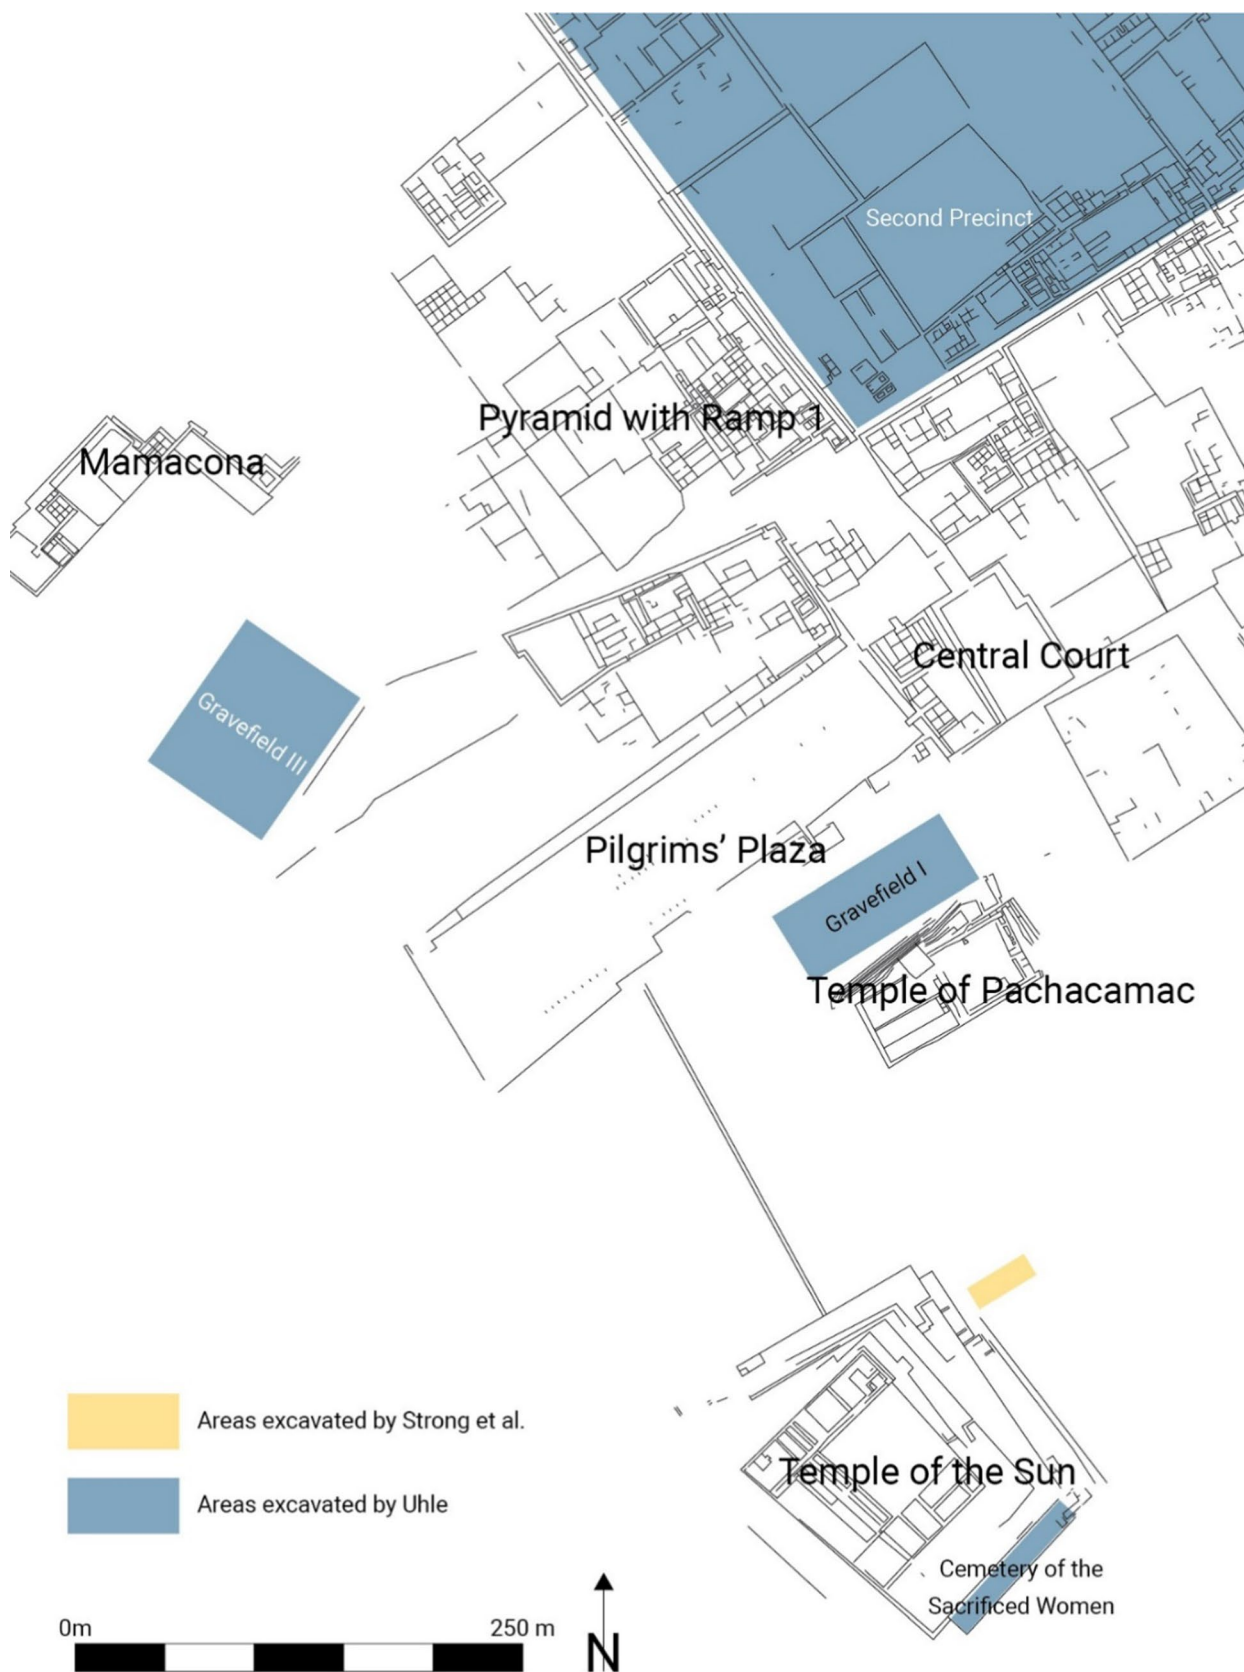 Second Precinct
Pyramid with Ramp 1
Mamacona
Central Court
Gravefield III
Pilgrims’ Plaza
Gravefield I
Temple of Pachacamac
Areas excavated by Strong et al.
Temple of the Sun
Areas excavated by Uhle
Cemetery of the
Sacrificed Women
0m
250 m
N